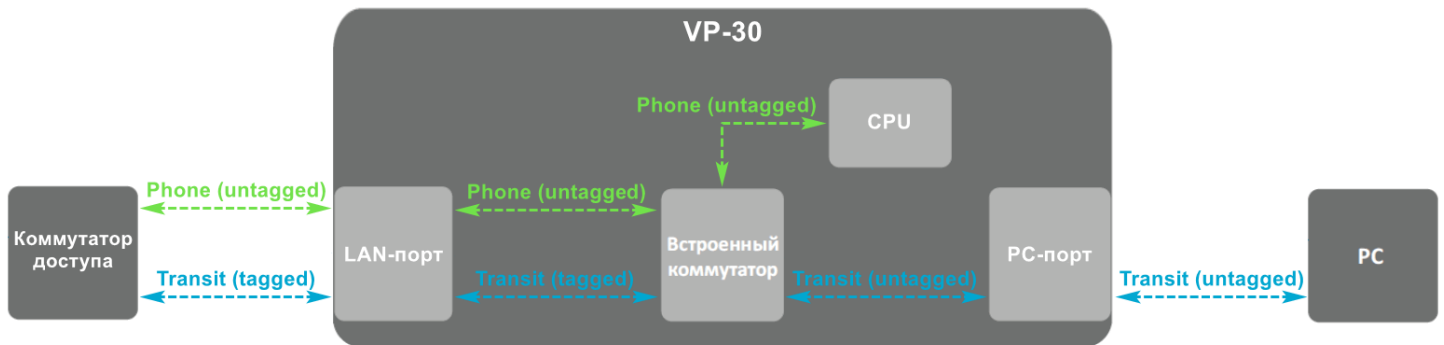 VP-30
Phone (untagged)
CPU
Phone (untagged)
Phone (untagged)
Коммутатор
доступа
LAN-порт
Встроенный
коммутатор
PC-порт
PC
Transit (tagged)
Transit (tagged)
Transit (untagged)
Transit (untagged)